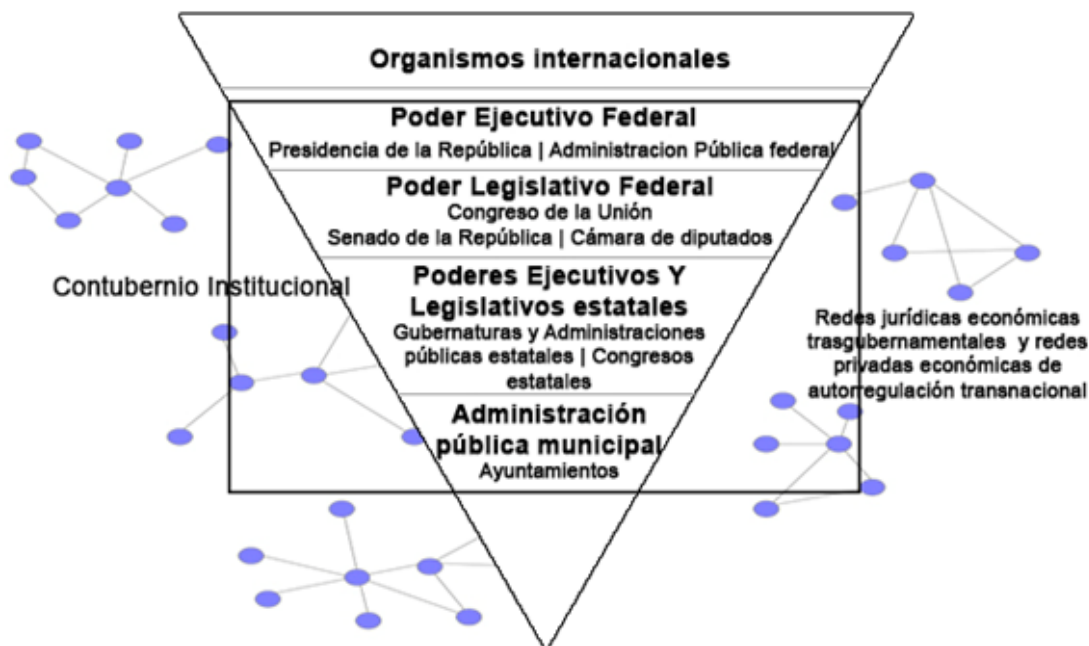 Organismos internacionales
Poder Ejecutivo Federal
Presidencia de la República | Administracion Pública federal
Poder Legislativo Federal
Congreso de la Unión
Senado de la República | Cámara de diputados
Contubernio Institucional
Poderes Ejecutivos Y
Legislativos estatales
Gubernaturas y Administraciones
públicas estatales | Congresos
estatales
Redes jurídicas económicas
trasgubernamentales y redes
privadas económicas de
autorregulación transnacional
Administración
pública municipal
Ayuntamientos